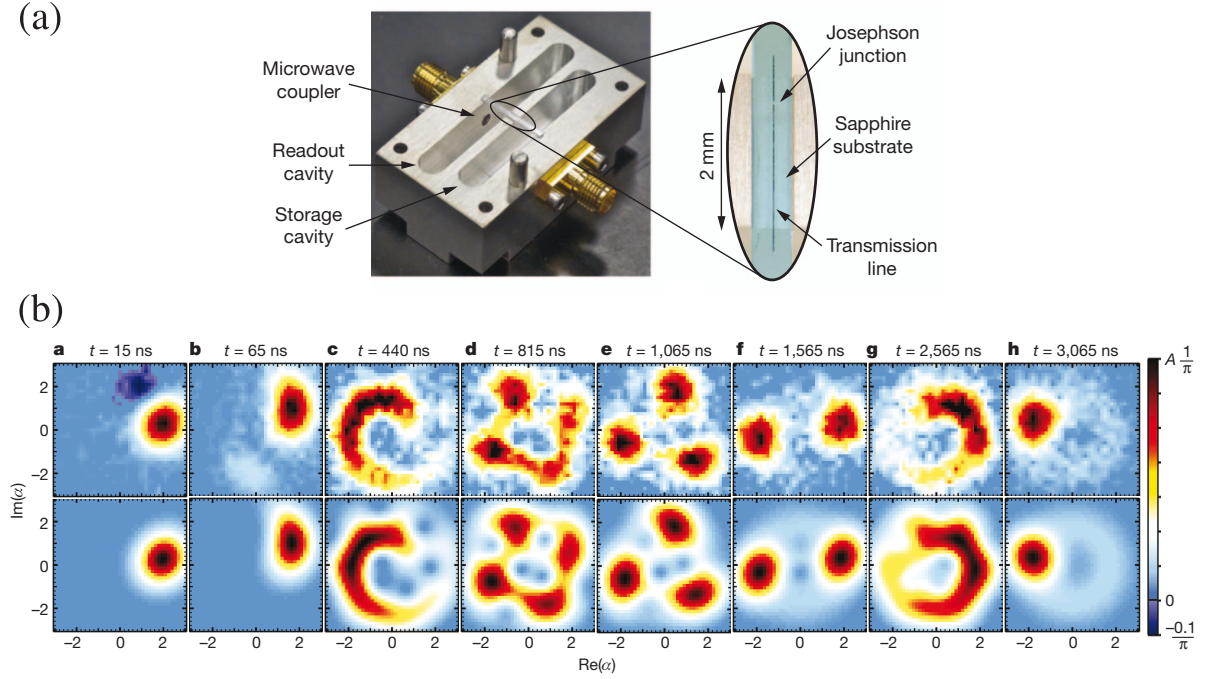 (a)
Microwave
coupler
Readout
cavity
Storage
cavity
2 mm
Josephson
junction
Sapphire
substrate
Transmission
line
(b)
a t = 15 ns b t = 65 ns c t = 440 ns d t = 815 ns e t = 1,065 ns f t = 1,565 ns g t = 2,565 ns h t = 3,065 ns
A 1/π
2
0
−2
2
0
−2
Im(α)
0
−0.1/π
−2 0 2 −2 0 2 −2 0 2 −2 0 2 −2 0 2 −2 0 2 −2 0 2 −2 0 2
Re(α)